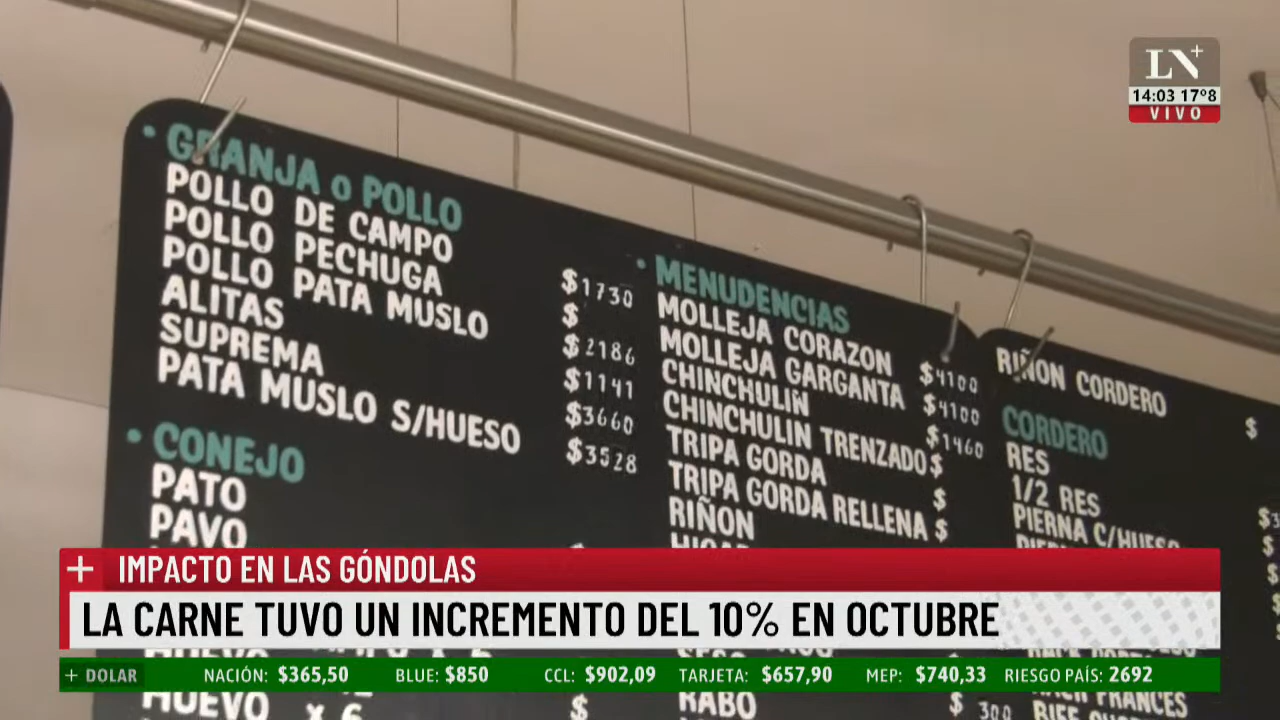 LN+
14:03 17º8
VIVO
• GRANJA o POLLO
POLLO DE CAMPO
POLLO PECHUGA $1730
POLLO PATA MUSLO $
ALITAS $2186
SUPREMA $1141
PATA MUSLO S/HUESO $3660
$3528
• CONEJO
PATO
PAVO
HUEVO
HUEVO X 6
$
• MENUDENCIAS
MOLLEJA CORAZON $4100
MOLLEJA GARGANTA $4100
CHINCHULIN $1460
CHINCHULIN TRENZADO $
TRIPA GORDA $
TRIPA GORDA RELLENA $
RIÑON
RABO $ 300
RIÑON CORDERO $
CORDERO
RES
1/2 RES
PIERNA C/HUESO
+ IMPACTO EN LAS GÓNDOLAS
LA CARNE TUVO UN INCREMENTO DEL 10% EN OCTUBRE
+ DOLAR NACIÓN: $365,50 BLUE: $850 CCL: $902,09 TARJETA: $657,90 MEP: $740,33 RIESGO PAÍS: 2692